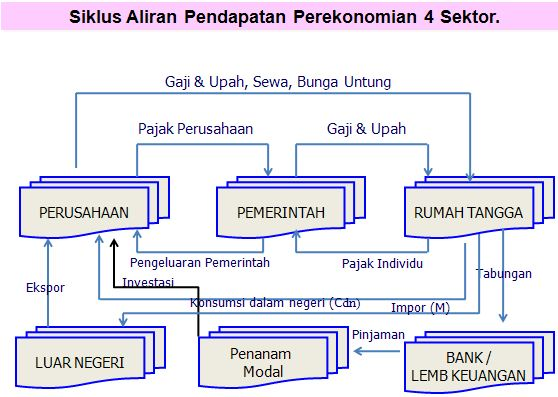 Siklus Aliran Pendapatan Perekonomian 4 Sektor.
Gaji & Upah, Sewa, Bunga Untung
Pajak Perusahaan
Gaji & Upah
PERUSAHAAN
PEMERINTAH
RUMAH TANGGA
Pengeluaran Pemerintah
Pajak Individu
Tabungan
Investasi
Ekspor
Konsumsi dalam negeri (Cdn)
Impor (M)
Pinjaman
LUAR NEGERI
Penanam
Modal
BANK /
LEMB KEUANGAN